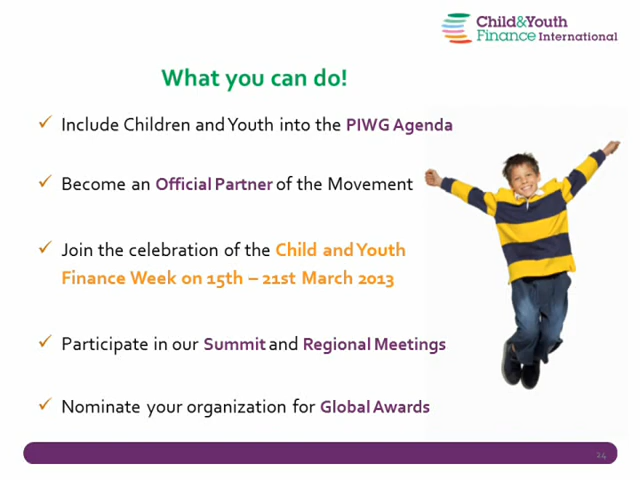 Child&Youth
Finance International
What you can do!
Include Children and Youth into the PIWG Agenda
Become an Official Partner of the Movement
Join the celebration of the Child and Youth
Finance Week on 15th – 21st March 2013
Participate in our Summit and Regional Meetings
Nominate your organization for Global Awards
24